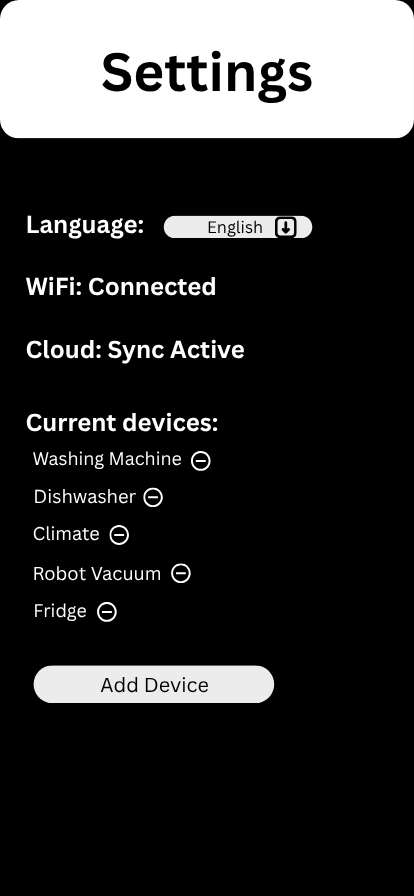 Settings
Language: English
WiFi: Connected
Cloud: Sync Active
Current devices:
Washing Machine
Dishwasher
Climate
Robot Vacuum
Fridge
Add Device